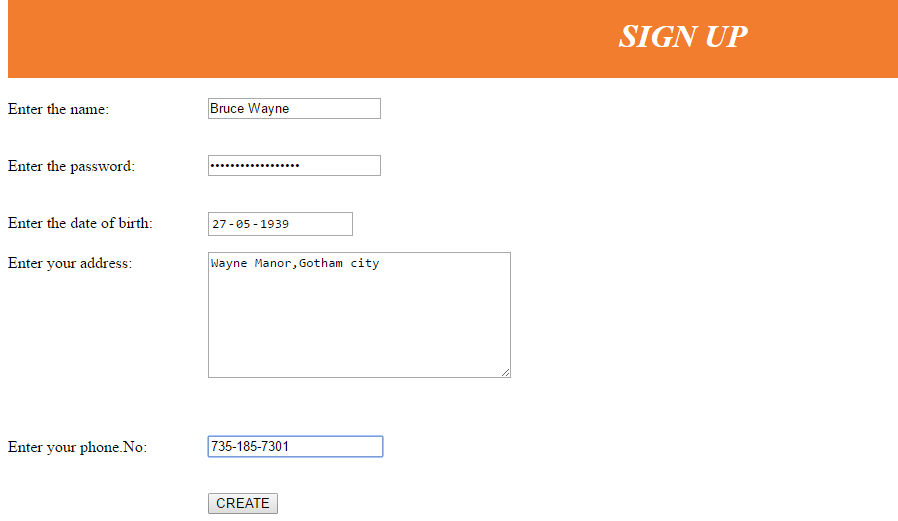 SIGN UP
Enter the name: Bruce Wayne
Enter the password: ••••••••••••••••••
Enter the date of birth: 27-05-1939
Enter your address: Wayne Manor,Gotham city
Enter your phone.No: 735-185-7301
CREATE